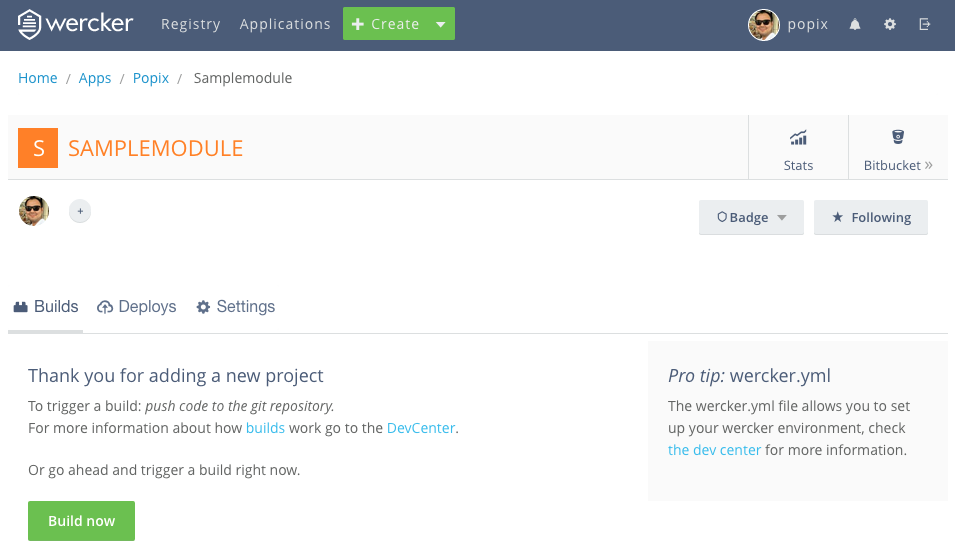 wercker Registry Applications + Create popix
Home / Apps / Popix / Samplemodule
S SAMPLEMODULE
Stats
Bitbucket »
+
Badge
★ Following
Builds Deploys Settings
Thank you for adding a new project
To trigger a build: push code to the git repository.
For more information about how builds work go to the DevCenter.
Or go ahead and trigger a build right now.
Build now
Pro tip: wercker.yml
The wercker.yml file allows you to set
up your wercker environment, check
the dev center for more information.